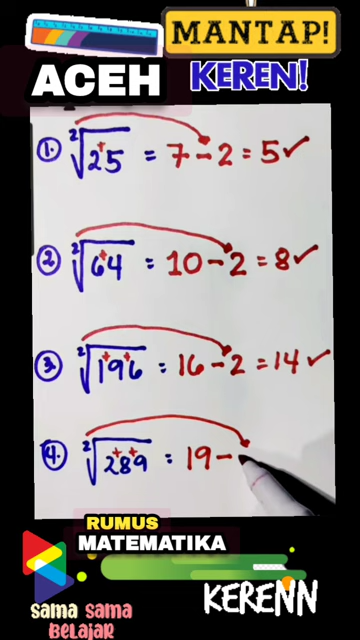 MANTAP!
ACEH KEREN!
1. ²√25 = 7 - 2 = 5 ✓
+
2. ²√64 = 10 - 2 = 8 ✓
+
3. ²√196 = 16 - 2 = 14 ✓
+ +
4. ²√289 = 19 -
+ +
RUMUS
MATEMATIKA
KERENN
sama sama
belajar